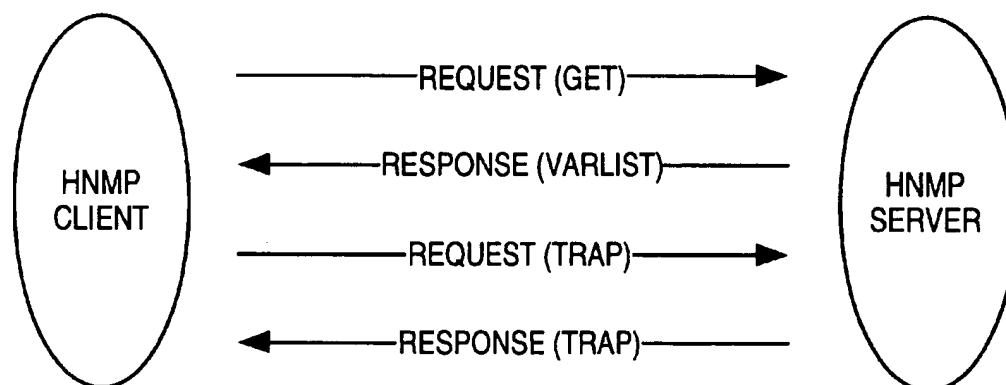 REQUEST (GET)
RESPONSE (VARLIST)
HNMP
CLIENT
HNMP
SERVER
REQUEST (TRAP)
RESPONSE (TRAP)